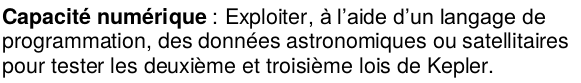 Capacité numérique : Exploiter, à l’aide d’un langage de
programmation, des données astronomiques ou satellitaires
pour tester les deuxième et troisième lois de Kepler.